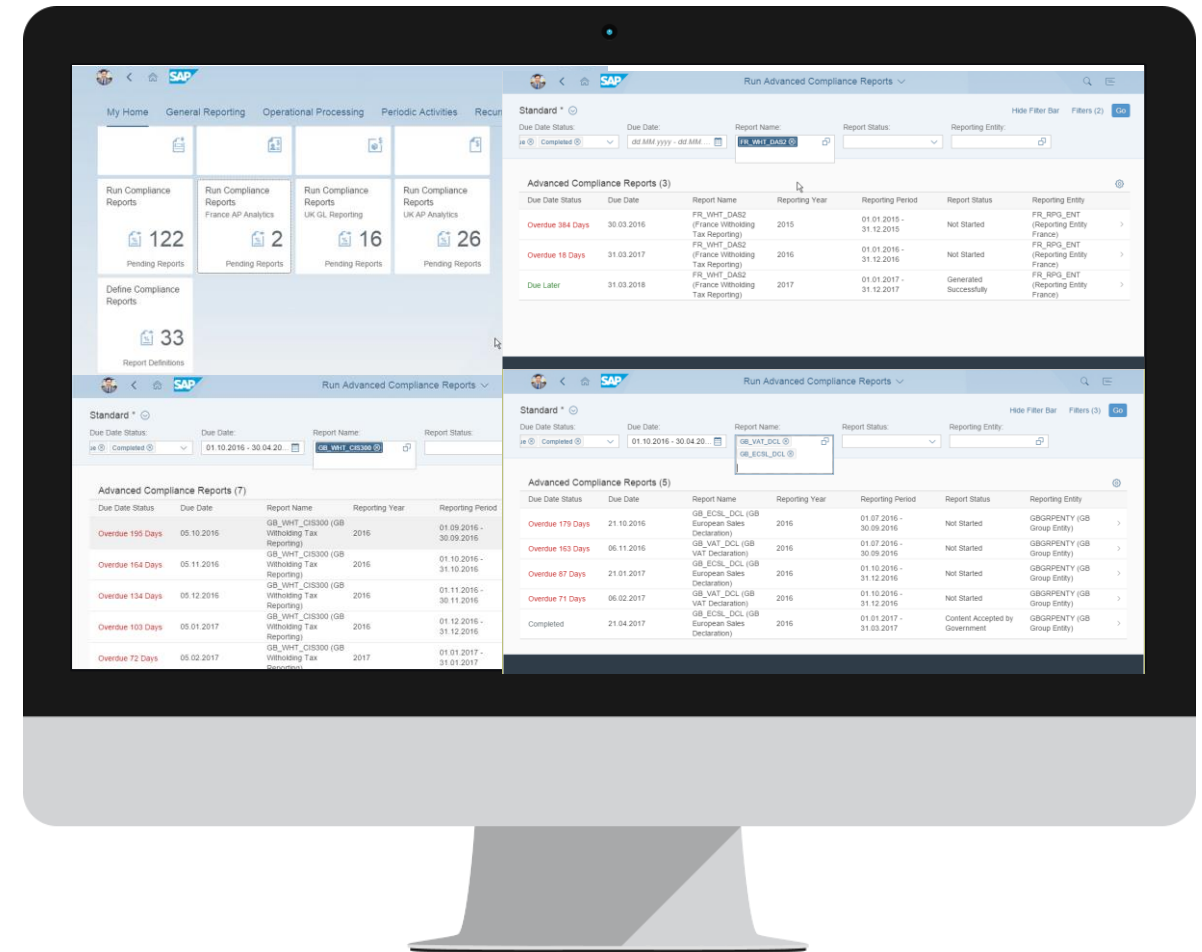 SAP
My Home General Reporting Operational Processing Periodic Activities Recun
Run Compliance
Reports
122
Pending Reports
Run Compliance
Reports
France AP Analytics
2
Pending Reports
Run Compliance
Reports
UK GL Reporting
16
Pending Reports
Run Compliance
Reports
UK AP Analytics
26
Pending Reports
Define Compliance
Reports
33
Report Definitions
SAP Run Advanced Compliance Reports
Standard * Hide Filter Bar Filters (2) Go
Due Date Status: Due Date: Report Name: Report Status: Reporting Entity:
Completed dd.MM.yyyy - dd.MM.... FR_WHT_DAS2
Advanced Compliance Reports (3)
Due Date Status Due Date Report Name Reporting Year Reporting Period Report Status Reporting Entity
Overdue 384 Days 30.03.2016 FR_WHT_DAS2 (France Witholding Tax Reporting) 2015 01.01.2015 - 31.12.2015 Not Started FR_RPG_ENT (Reporting Entity France)
Overdue 18 Days 31.03.2017 FR_WHT_DAS2 (France Witholding Tax Reporting) 2016 01.01.2016 - 31.12.2016 Not Started FR_RPG_ENT (Reporting Entity France)
Due Later 31.03.2018 FR_WHT_DAS2 (France Witholding Tax Reporting) 2017 01.01.2017 - 31.12.2017 Generated Successfully FR_RPG_ENT (Reporting Entity France)
SAP Run Advanced Compliance Reports
Standard *
Due Date Status: Due Date: Report Name: Report Status:
Completed 01.10.2016 - 30.04.20... GB_WHT_CIS300
Advanced Compliance Reports (7)
Due Date Status Due Date Report Name Reporting Year Reporting Period
Overdue 195 Days 05.10.2016 GB_WHT_CIS300 (GB Witholding Tax Reporting) 2016 01.09.2016 - 30.09.2016
Overdue 164 Days 05.11.2016 GB_WHT_CIS300 (GB Witholding Tax Reporting) 2016 01.10.2016 - 31.10.2016
Overdue 134 Days 05.12.2016 GB_WHT_CIS300 (GB Witholding Tax Reporting) 2016 01.11.2016 - 30.11.2016
Overdue 103 Days 05.01.2017 GB_WHT_CIS300 (GB Witholding Tax Reporting) 2016 01.12.2016 - 31.12.2016
Overdue 72 Days 05.02.2017 GB_WHT_CIS300 (GB Witholding Tax Reporting) 2017 01.01.2017 - 31.01.2017
SAP Run Advanced Compliance Reports
Standard * Hide Filter Bar Filters (3) Go
Due Date Status: Due Date: Report Name: Report Status: Reporting Entity:
Completed 01.10.2016 - 30.04.20... GB_VAT_DCL
GB_ECSL_DCL
Advanced Compliance Reports (5)
Due Date Status Due Date Report Name Reporting Year Reporting Period Report Status Reporting Entity
Overdue 179 Days 21.10.2016 GB_ECSL_DCL (GB European Sales Declaration) 2016 01.07.2016 - 30.09.2016 Not Started GBGRPENTY (GB Group Entity)
Overdue 163 Days 06.11.2016 GB_VAT_DCL (GB VAT Declaration) 2016 01.07.2016 - 30.09.2016 Not Started GBGRPENTY (GB Group Entity)
Overdue 87 Days 21.01.2017 GB_ECSL_DCL (GB European Sales Declaration) 2016 01.10.2016 - 31.12.2016 Not Started GBGRPENTY (GB Group Entity)
Overdue 71 Days 06.02.2017 GB_VAT_DCL (GB VAT Declaration) 2016 01.10.2016 - 31.12.2016 Not Started GBGRPENTY (GB Group Entity)
Completed 21.04.2017 GB_ECSL_DCL (GB European Sales Declaration) 2016 01.01.2017 - 31.03.2017 Content Accepted by Government GBGRPENTY (GB Group Entity)